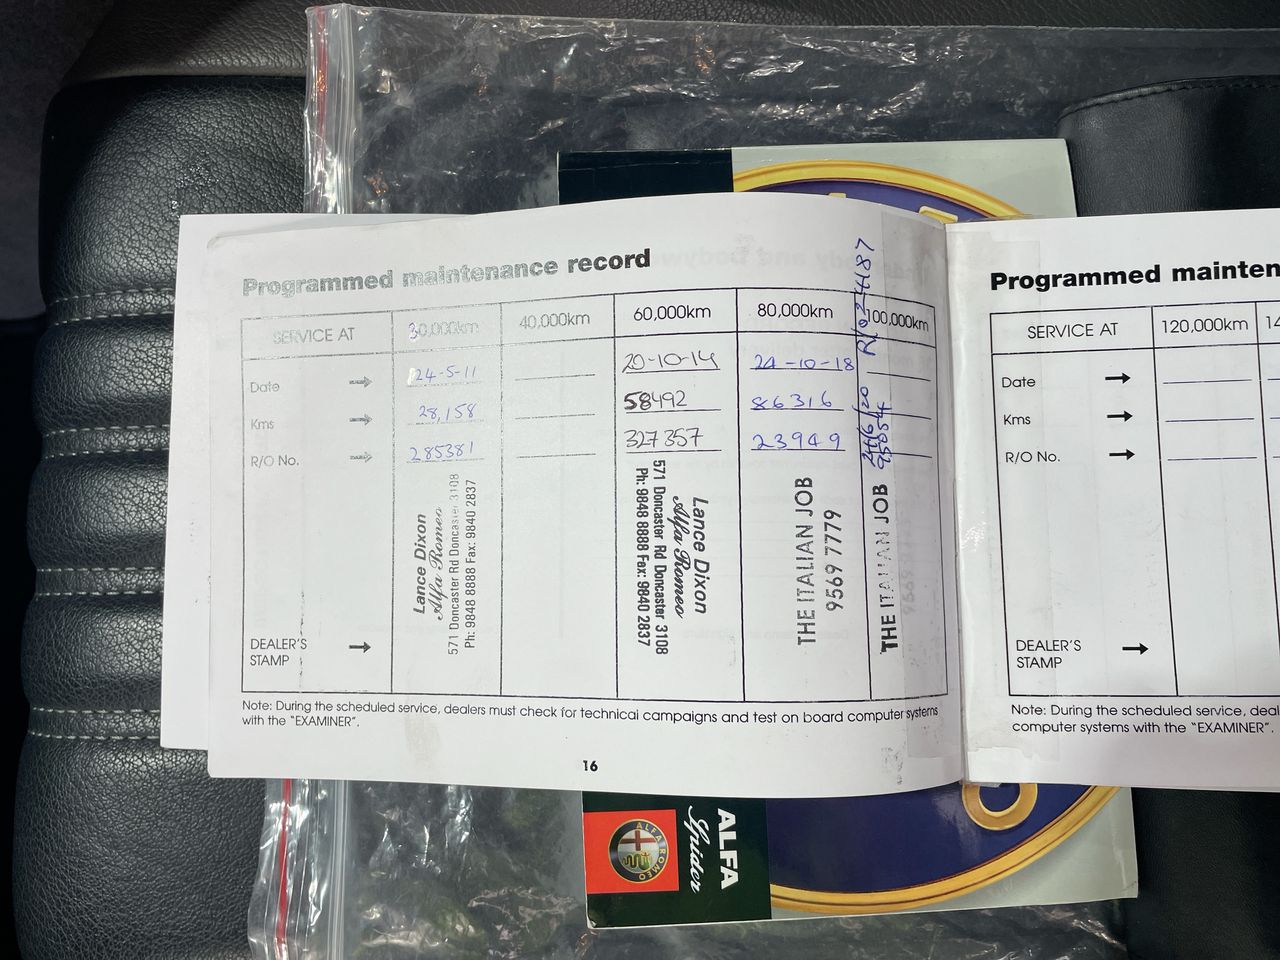 Programmed maintenance record
SERVICE AT 30,000km 40,000km 60,000km 80,000km 100,000km
Date → 24-5-11 20-10-14 24-10-18
Kms → 28,158 58492 86316
R/O No. → 285381 327357 23949
R/O 24187
95054
Lance Dixon
Alfa Romeo
571 Doncaster Rd Doncaster 3108
Ph: 9848 8888 Fax: 9840 2837
Lance Dixon
Alfa Romeo
571 Doncaster Rd Doncaster 3108
Ph: 9848 8888 Fax: 9840 2837
THE ITALIAN JOB
9569 7779
THE ITALIAN JOB
DEALER'S
STAMP →
Note: During the scheduled service, dealers must check for technical campaigns and test on board computer systems
with the "EXAMINER".
16
Programmed mainten
SERVICE AT 120,000km 14
Date →
Kms →
R/O No. →
DEALER'S
STAMP →
Note: During the scheduled service, deal
computer systems with the "EXAMINER".
ALFA
Spider
ALFA ROMEO